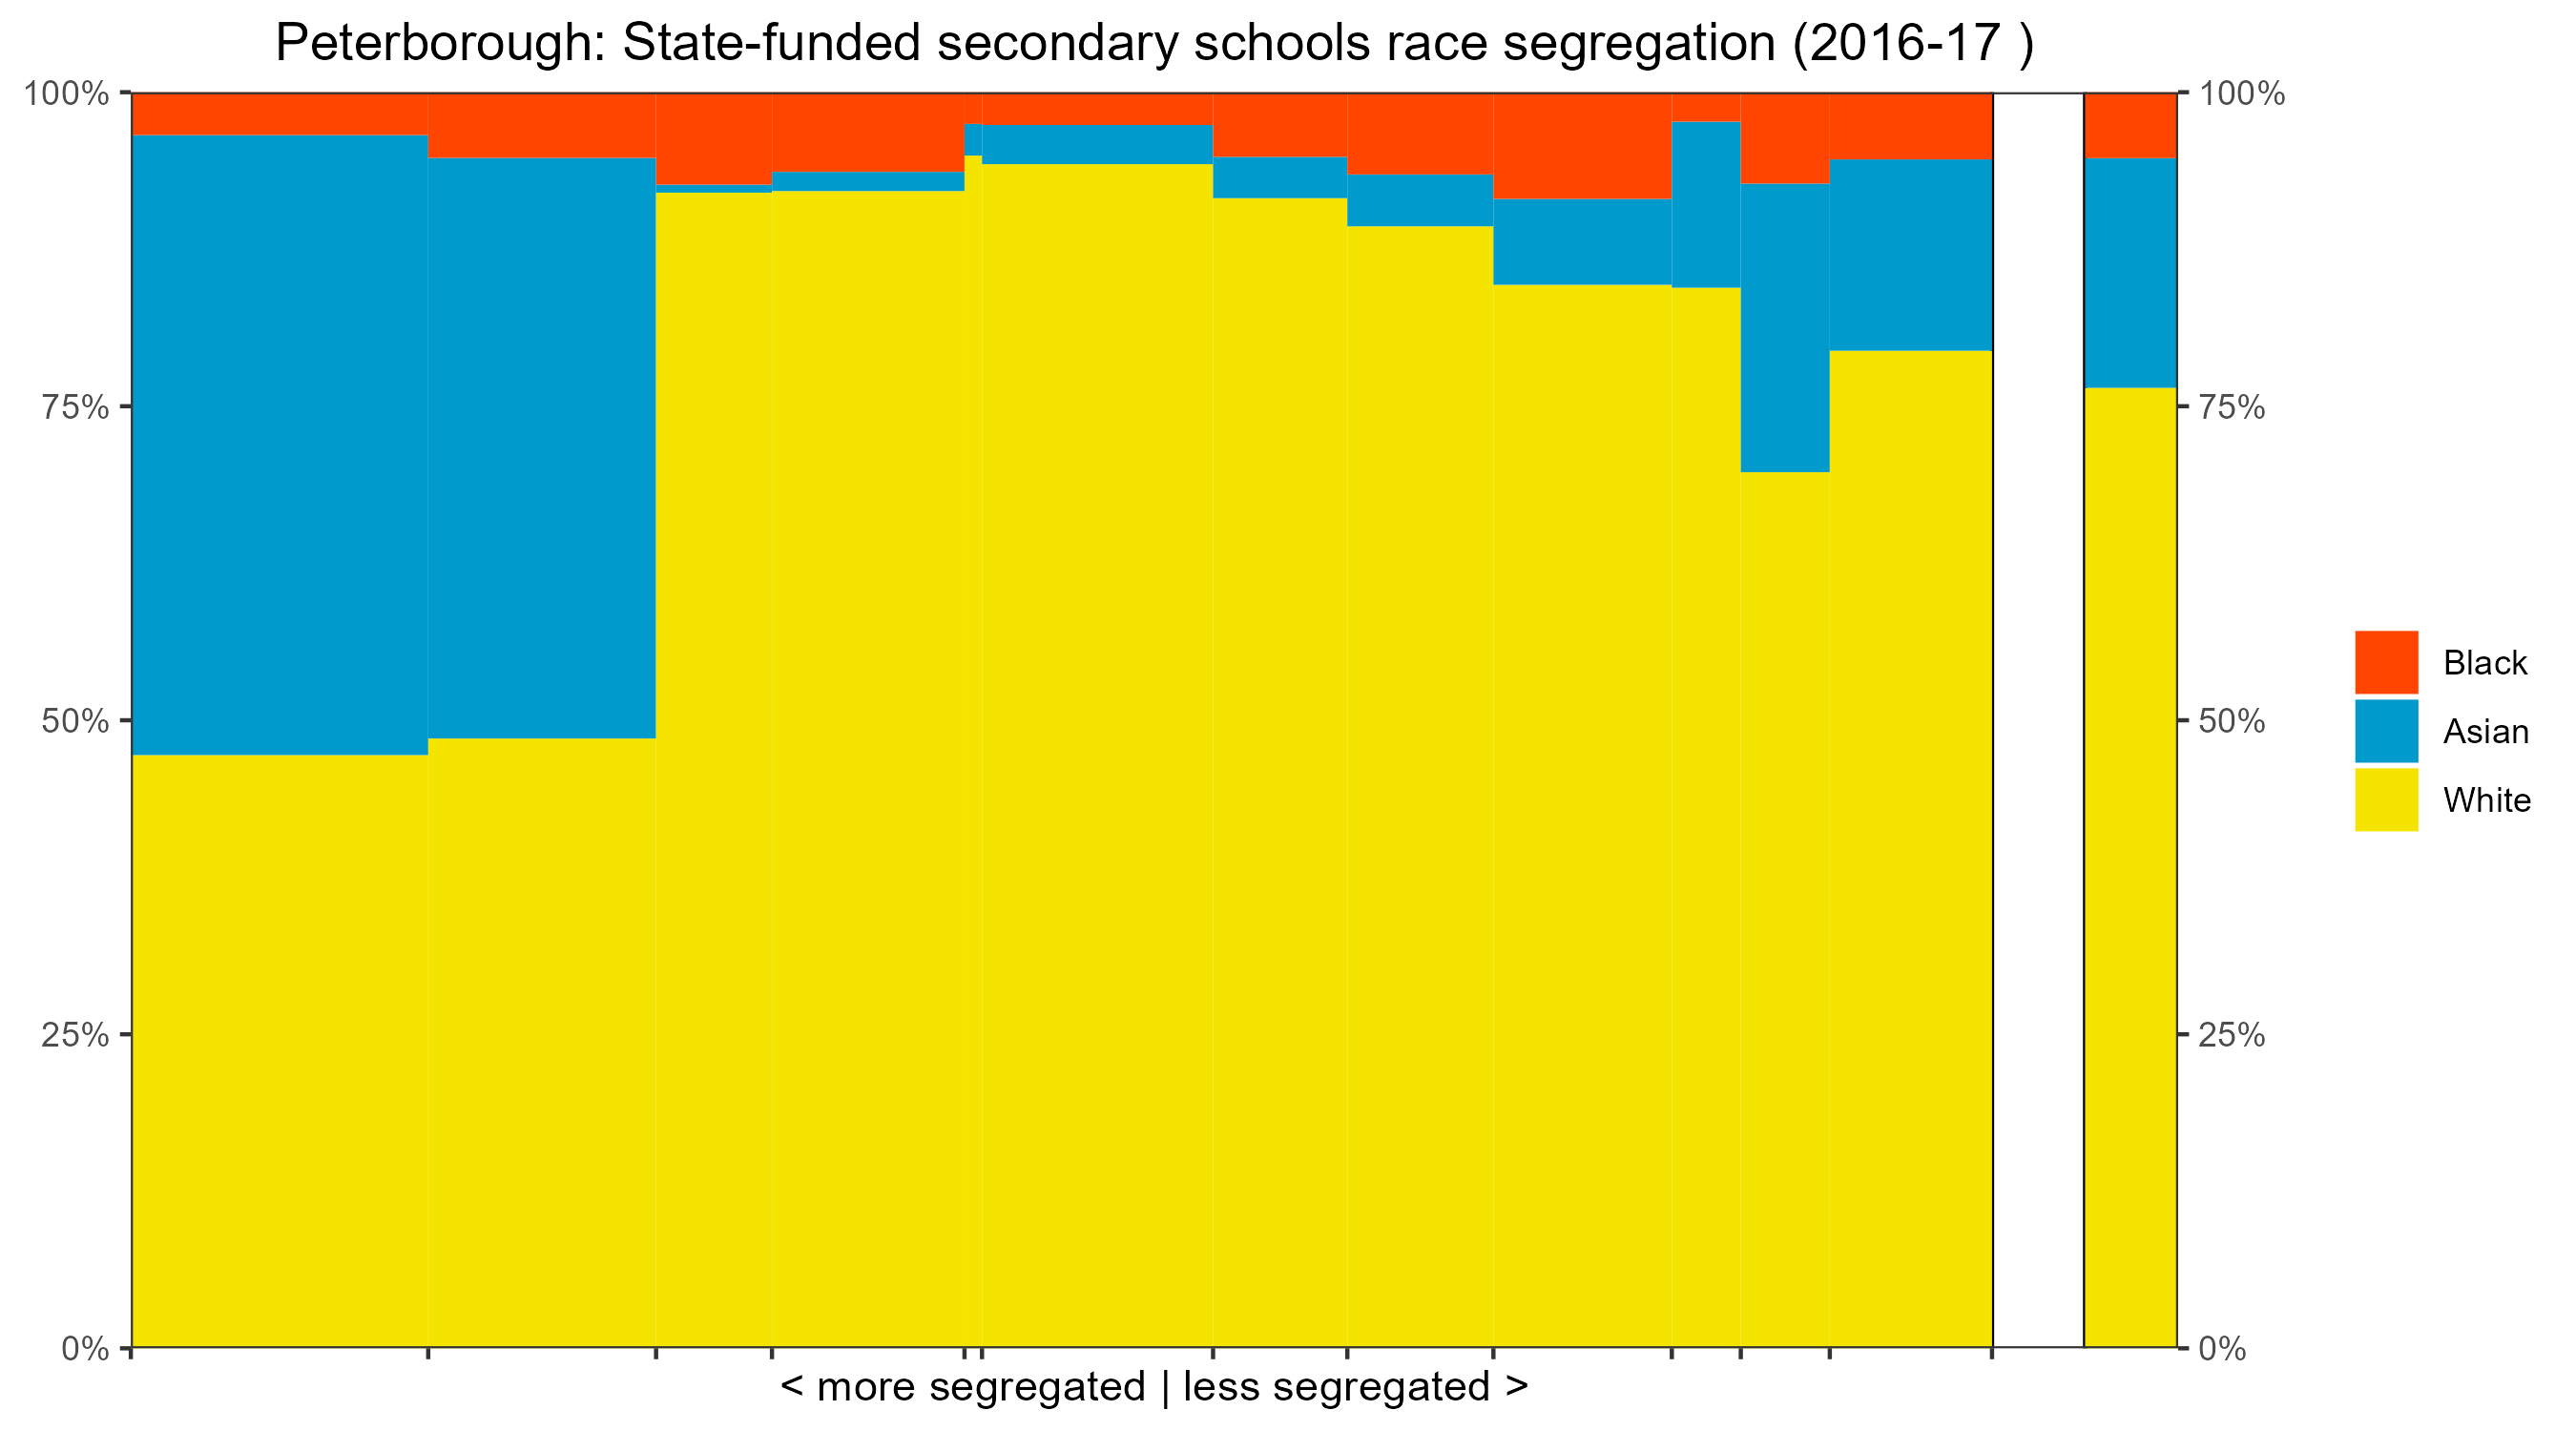 Peterborough: State-funded secondary schools race segregation (2016-17 )
100%
75%
50%
25%
0%
100%
75%
50%
25%
0%
Black
Asian
White
< more segregated | less segregated >